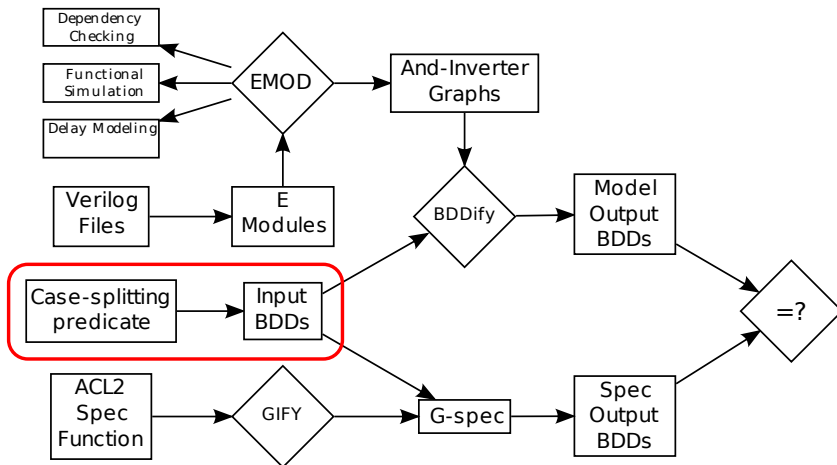 Dependency
Checking
Functional
Simulation
Delay Modeling
EMOD
And-Inverter
Graphs
Verilog
Files
E
Modules
BDDify
Model
Output
BDDs
Case-splitting
predicate
Input
BDDs
=?
ACL2
Spec
Function
GIFY
G-spec
Spec
Output
BDDs